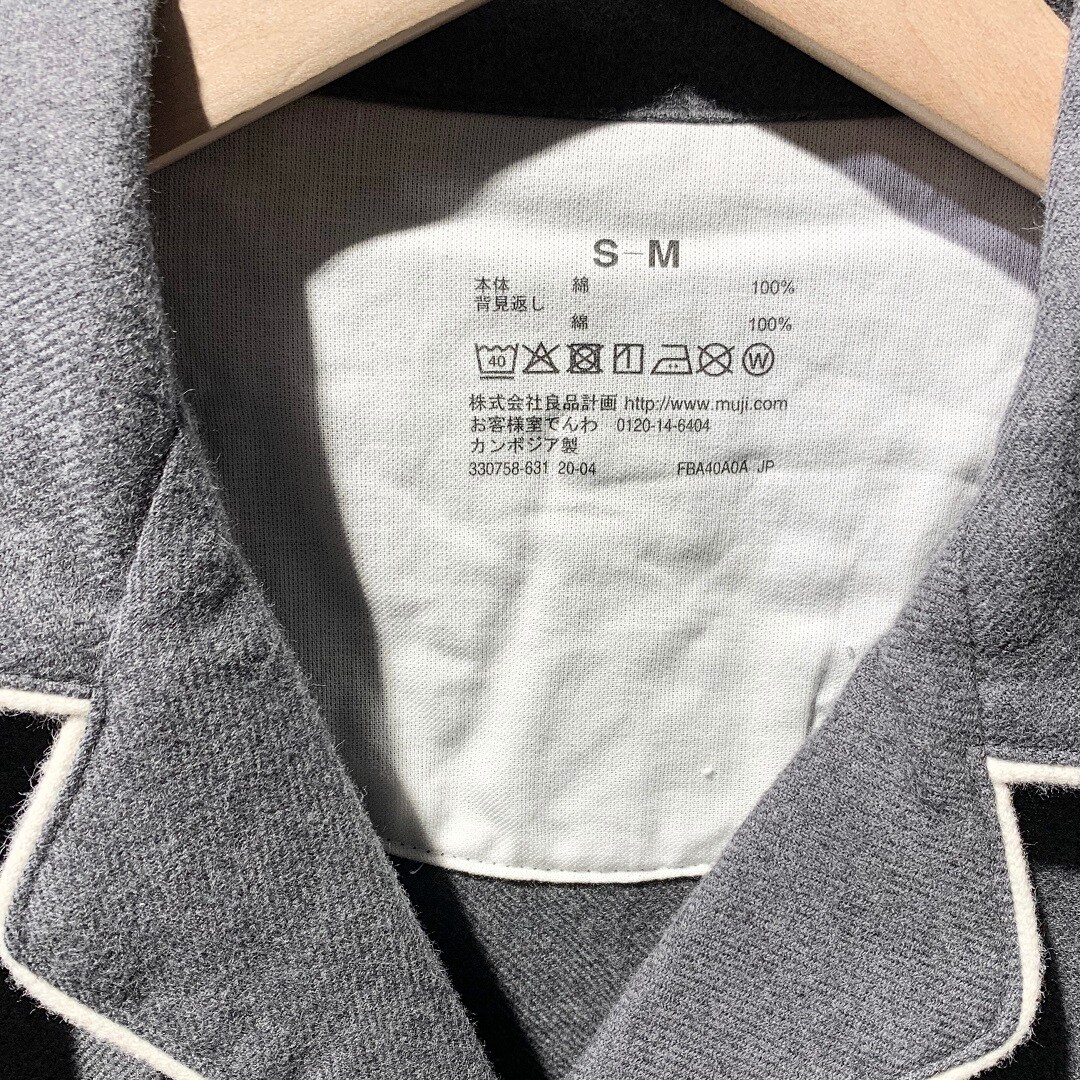 S-M
本体 綿 100%
背見返し
綿 100%
40 W
株式会社良品計画 http://www.muji.com
お客様室でんわ 0120-14-6404
カンボジア製
330758-631 20-04 FBA40A0A JP